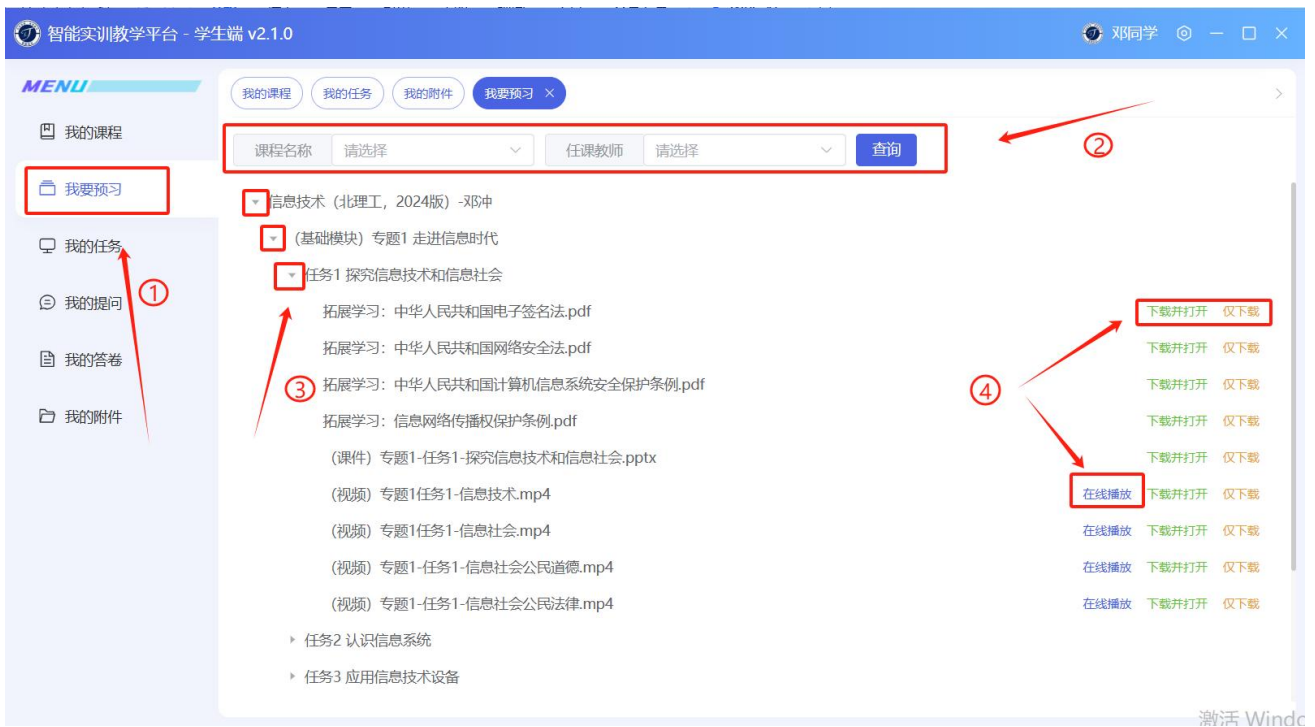 智能实训教学平台 - 学生端 v2.1.0
邓同学
MENU
我的课程
我要预习
我的任务
我的提问
我的答卷
我的附件
①
我的课程 我的任务 我的附件 我要预习
课程名称 请选择 任课教师 请选择 查询
②
信息技术（北理工，2024版）-邓冲
（基础模块）专题1 走进信息时代
任务1 探究信息技术和信息社会
拓展学习：中华人民共和国电子签名法.pdf 下载并打开 仅下载
拓展学习：中华人民共和国网络安全法.pdf 下载并打开 仅下载
③
拓展学习：中华人民共和国计算机信息系统安全保护条例.pdf 下载并打开 仅下载
④
拓展学习：信息网络传播权保护条例.pdf 下载并打开 仅下载
（课件）专题1-任务1-探究信息技术和信息社会.pptx 下载并打开 仅下载
（视频）专题1任务1-信息技术.mp4 在线播放 下载并打开 仅下载
（视频）专题1任务1-信息社会.mp4 在线播放 下载并打开 仅下载
（视频）专题1-任务1-信息社会公民道德.mp4 在线播放 下载并打开 仅下载
（视频）专题1-任务1-信息社会公民法律.mp4 在线播放 下载并打开 仅下载
任务2 认识信息系统
任务3 应用信息技术设备
激活 Windo